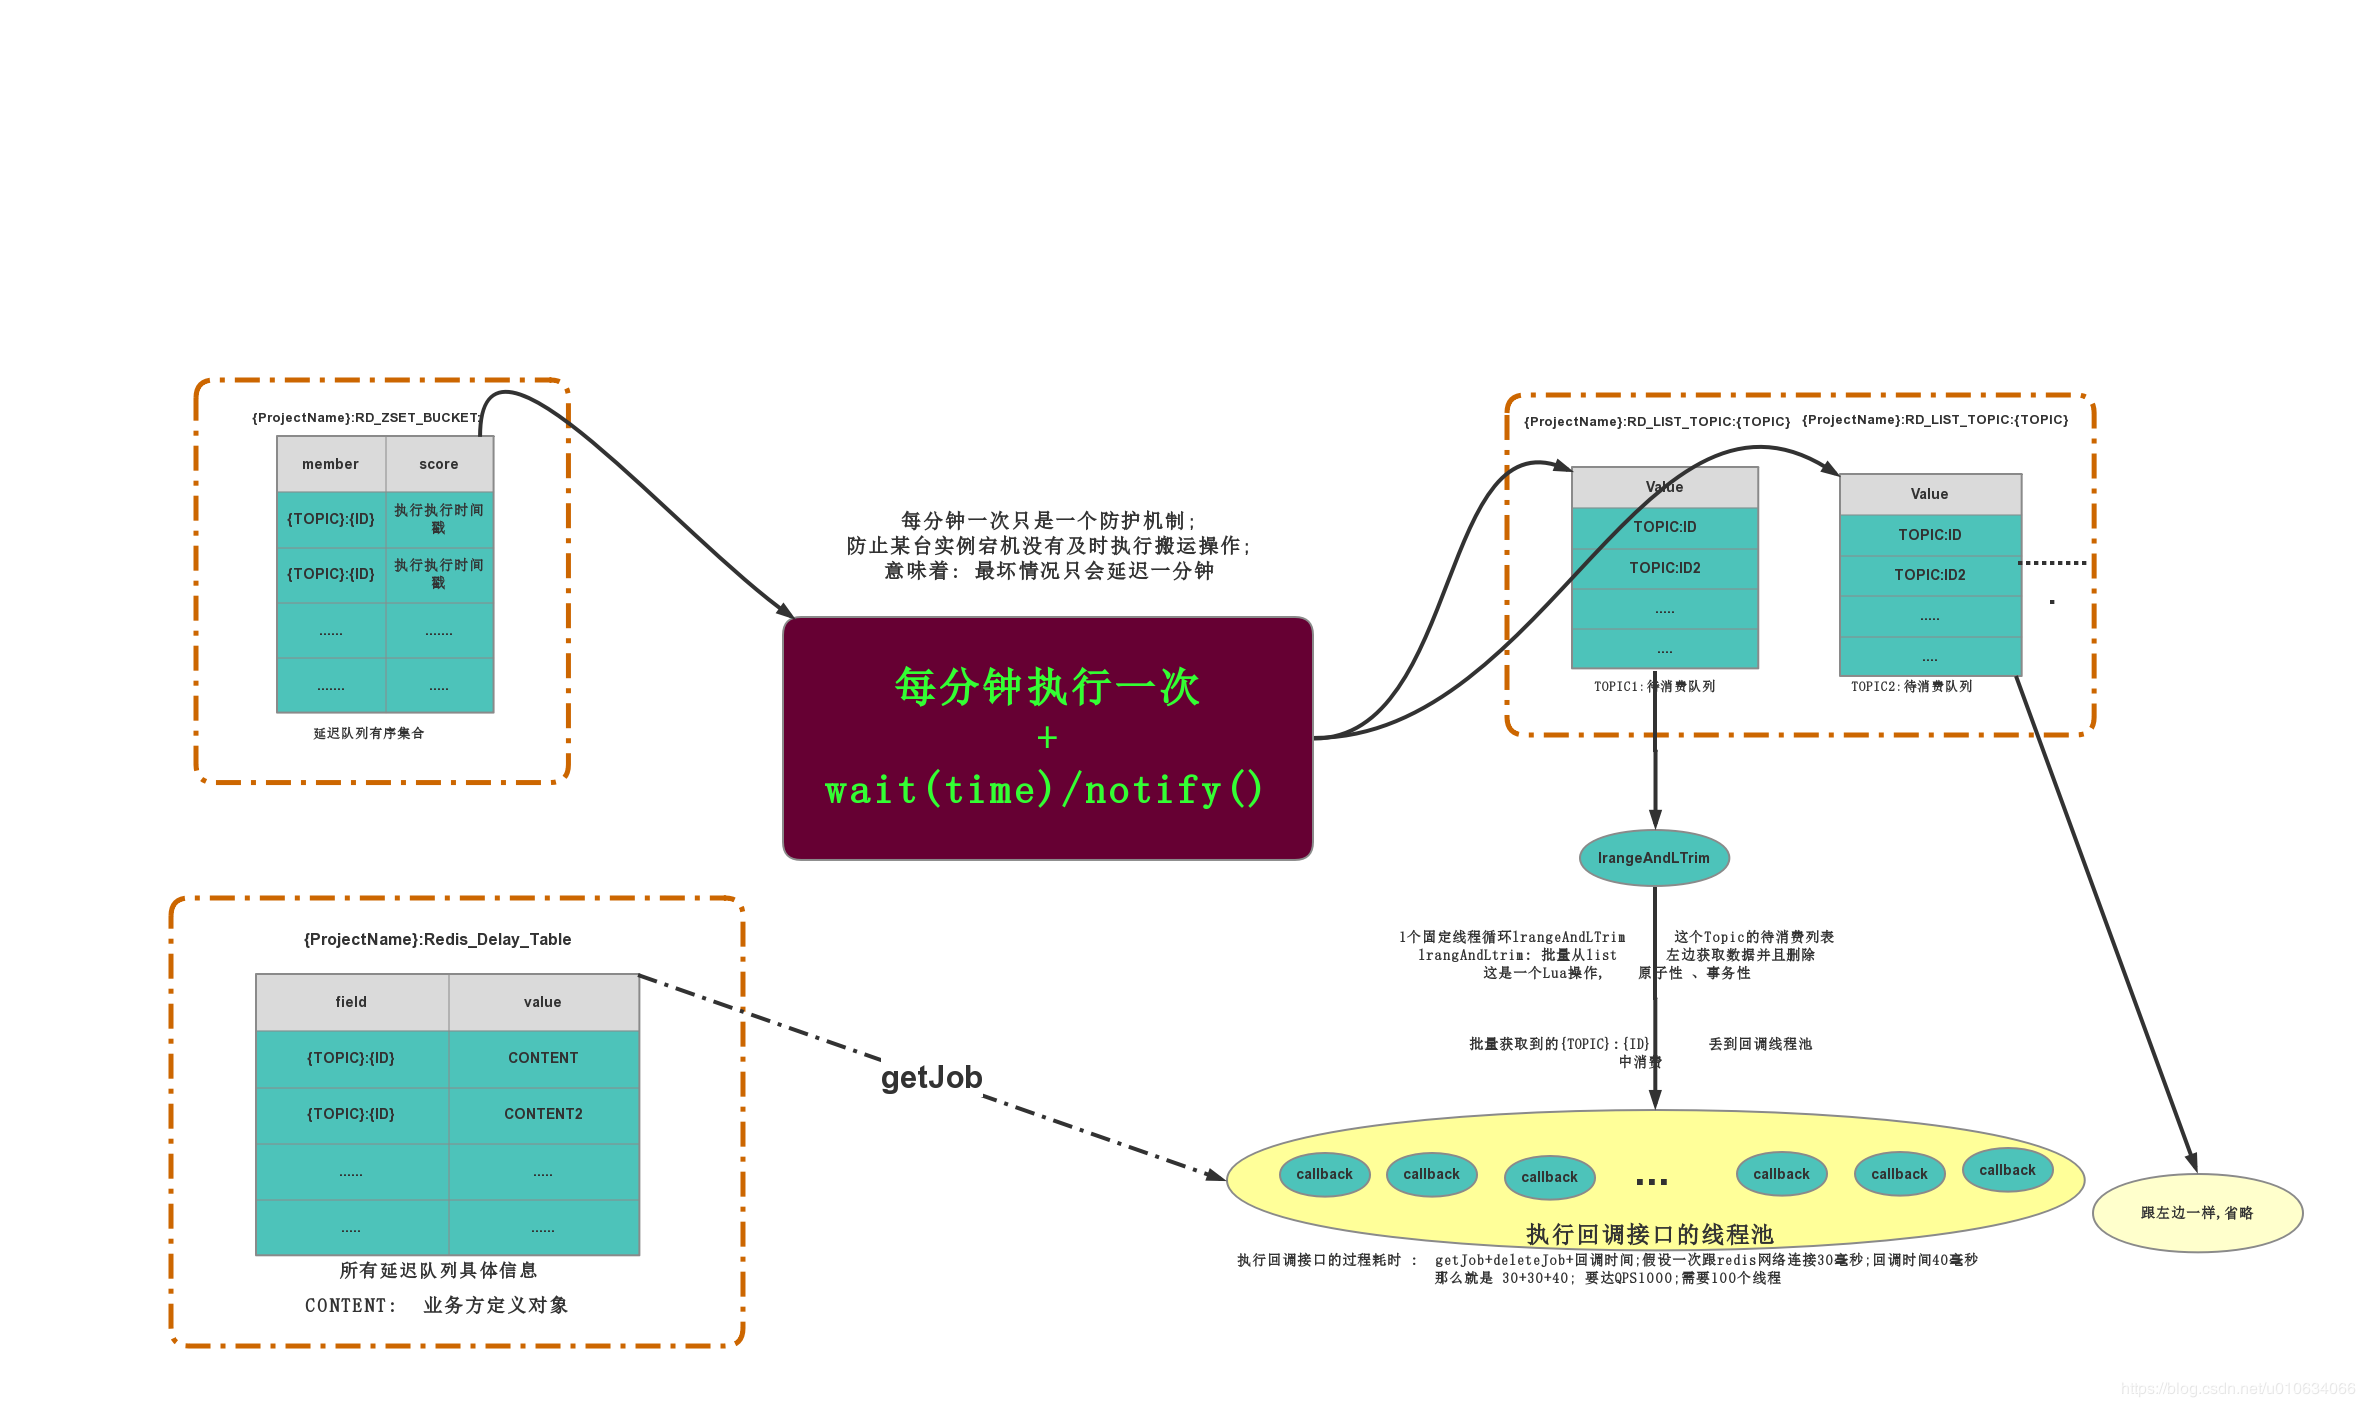 {ProjectName}:RD_ZSET_BUCKET:
member score
{TOPIC}:{ID} 执行执行时间
戳
{TOPIC}:{ID} 执行执行时间
戳
...... .......
....... .....
延迟队列有序集合
每分钟一次只是一个防护机制;
防止某台实例宕机没有及时执行搬运操作;
意味着: 最坏情况只会延迟一分钟
每分钟执行一次
+
wait(time)/notify()
{ProjectName}:RD_LIST_TOPIC:{TOPIC}
Value
TOPIC:ID
TOPIC:ID2
.....
....
TOPIC1:待消费队列
{ProjectName}:RD_LIST_TOPIC:{TOPIC}
Value
TOPIC:ID
TOPIC:ID2
.....
....
TOPIC2:待消费队列
lrangeAndLTrim
1个固定线程循环lrangeAndLTrim 这个Topic的待消费列表
lrangAndLtrim: 批量从list 左边获取数据并且删除
这是一个Lua操作, 原子性 、事务性
批量获取到的{TOPIC}:{ID} 丢到回调线程池
中消费
{ProjectName}:Redis_Delay_Table
field value
{TOPIC}:{ID} CONTENT
{TOPIC}:{ID} CONTENT2
...... .....
..... ......
所有延迟队列具体信息
CONTENT: 业务方定义对象
getJob
callback callback callback ... callback callback callback
执行回调接口的线程池
跟左边一样,省略
执行回调接口的过程耗时 : getJob+deleteJob+回调时间;假设一次跟redis网络连接30毫秒;回调时间40毫秒
那么就是 30+30+40; 要达QPS1000;需要100个线程
https://blog.csdn.net/u010634066